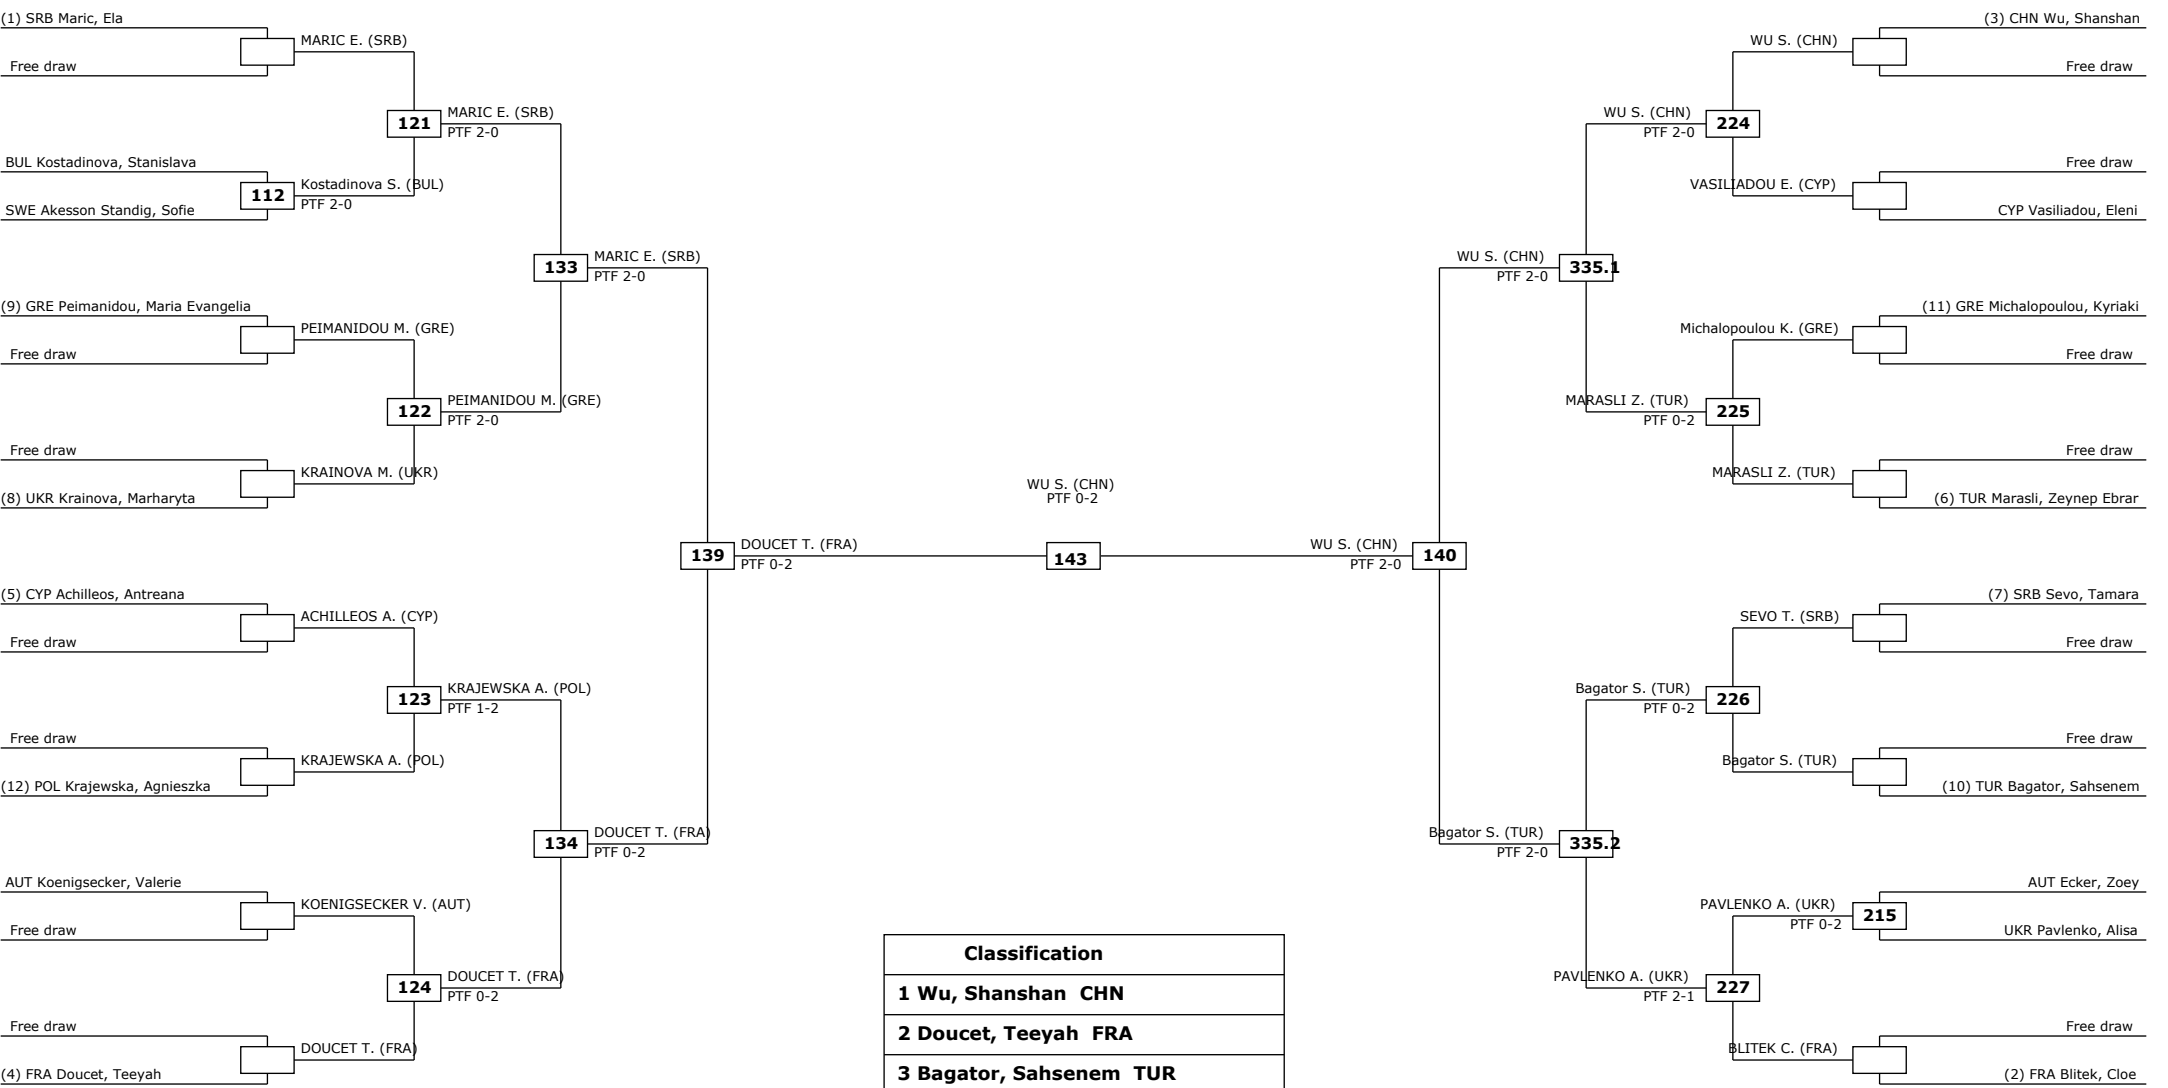 (1) SRB Maric, Ela
MARIC E. (SRB)
Free draw
121
MARIC E. (SRB)
PTF 2-0
BUL Kostadinova, Stanislava
112
Kostadinova S. (BUL)
PTF 2-0
SWE Akesson Standig, Sofie
133
MARIC E. (SRB)
PTF 2-0
(9) GRE Peimanidou, Maria Evangelia
PEIMANIDOU M. (GRE)
Free draw
122
PEIMANIDOU M. (GRE)
PTF 2-0
Free draw
KRAINOVA M. (UKR)
(8) UKR Krainova, Marharyta
139
DOUCET T. (FRA)
PTF 0-2
(5) CYP Achilleos, Antreana
ACHILLEOS A. (CYP)
Free draw
123
KRAJEWSKA A. (POL)
PTF 1-2
Free draw
KRAJEWSKA A. (POL)
(12) POL Krajewska, Agnieszka
134
DOUCET T. (FRA)
PTF 0-2
AUT Koenigsecker, Valerie
KOENIGSECKER V. (AUT)
Free draw
124
DOUCET T. (FRA)
PTF 0-2
Free draw
DOUCET T. (FRA)
(4) FRA Doucet, Teeyah
WU S. (CHN)
PTF 0-2
143
(3) CHN Wu, Shanshan
WU S. (CHN)
Free draw
WU S. (CHN)
PTF 2-0
224
Free draw
VASILIADOU E. (CYP)
CYP Vasiliadou, Eleni
WU S. (CHN)
PTF 2-0
335.1
(11) GRE Michalopoulou, Kyriaki
Michalopoulou K. (GRE)
Free draw
MARASLI Z. (TUR)
PTF 0-2
225
Free draw
MARASLI Z. (TUR)
(6) TUR Marasli, Zeynep Ebrar
WU S. (CHN)
PTF 2-0
140
(7) SRB Sevo, Tamara
SEVO T. (SRB)
Free draw
Bagator S. (TUR)
PTF 0-2
226
Free draw
Bagator S. (TUR)
(10) TUR Bagator, Sahsenem
Bagator S. (TUR)
PTF 2-0
335.2
AUT Ecker, Zoey
PAVLENKO A. (UKR)
PTF 0-2
215
UKR Pavlenko, Alisa
PAVLENKO A. (UKR)
PTF 2-1
227
Free draw
BLITEK C. (FRA)
(2) FRA Blitek, Cloe
Classification
1 Wu, Shanshan CHN
2 Doucet, Teeyah FRA
3 Bagator, Sahsenem TUR